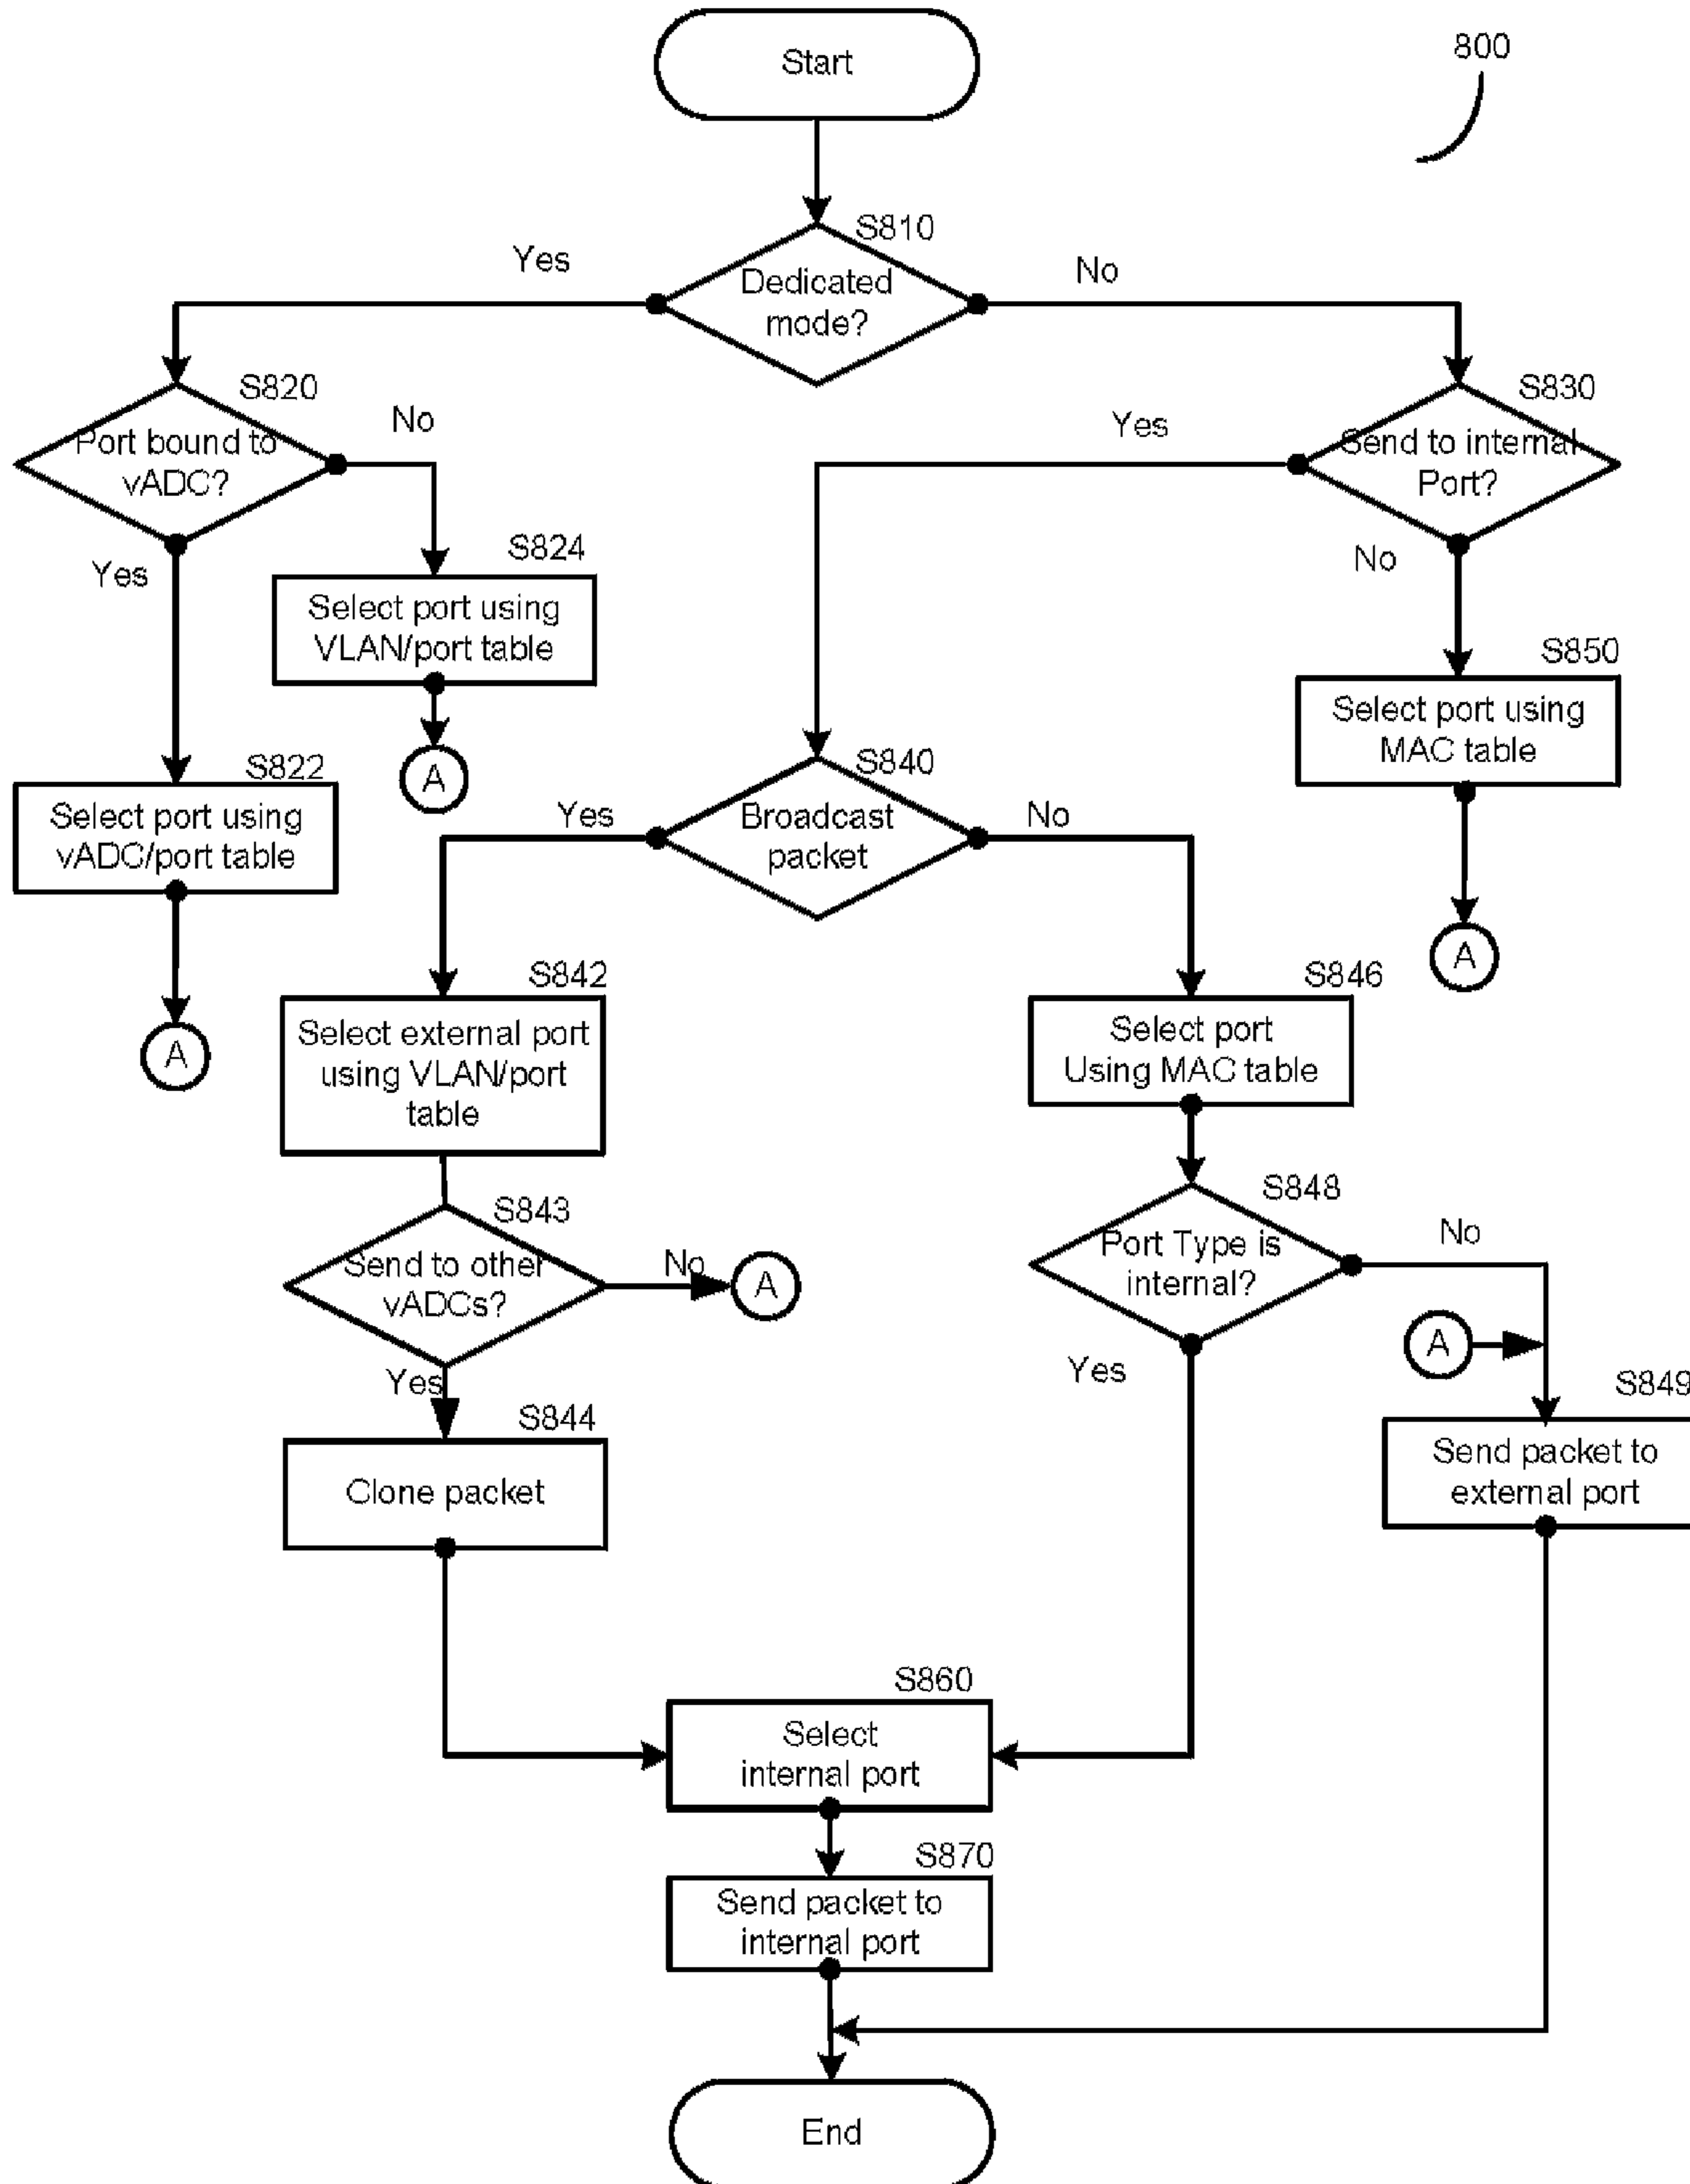 Start
800
S810
Yes
Dedicated
mode?
No
S820
Port bound to
vADC?
No
Yes
S830
Send to internal
Port?
Yes
No
S824
Select port using
VLAN/port table
A
S822
Select port using
vADC/port table
A
S850
Select port using
MAC table
A
S840
Broadcast
packet
Yes
No
S842
Select external port
using VLAN/port
table
S846
Select port
Using MAC table
S843
Send to other
vADCs?
No
A
Yes
S848
Port Type is
internal?
No
Yes
A
S844
Clone packet
S849
Send packet to
external port
S860
Select
internal port
S870
Send packet to
internal port
End